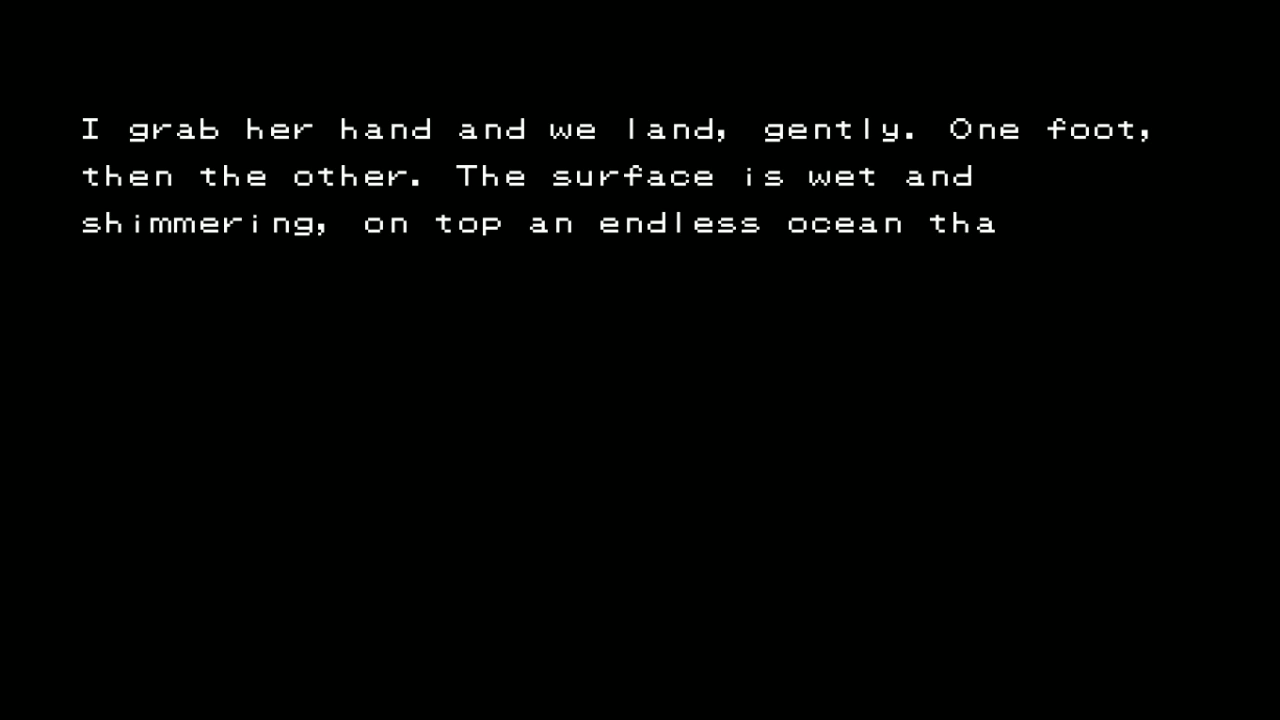 I grab her hand and we land, gently. One foot,
then the other. The surface is wet and
shimmering, on top an endless ocean tha